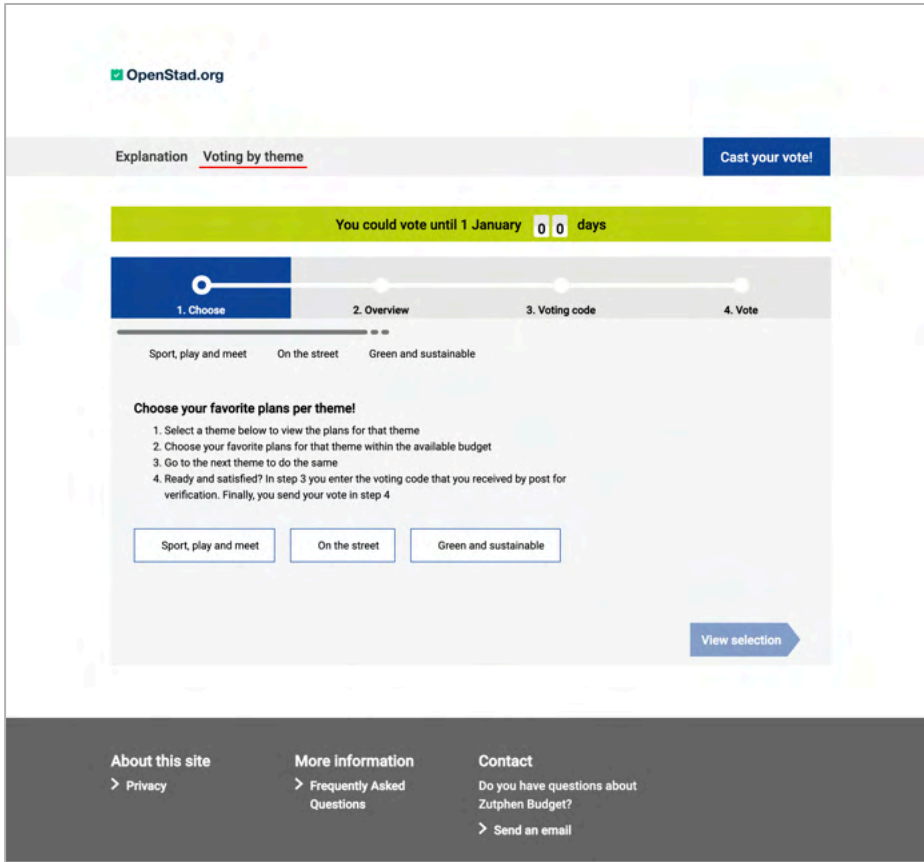 OpenStad.org
Explanation Voting by theme Cast your vote!
You could vote until 1 January 0 0 days
1. Choose 2. Overview 3. Voting code 4. Vote
Sport, play and meet On the street Green and sustainable
Choose your favorite plans per theme!
1. Select a theme below to view the plans for that theme
2. Choose your favorite plans for that theme within the available budget
3. Go to the next theme to do the same
4. Ready and satisfied? In step 3 you enter the voting code that you received by post for
verification. Finally, you send your vote in step 4
Sport, play and meet On the street Green and sustainable
View selection
About this site
> Privacy
More information
> Frequently Asked
Questions
Contact
Do you have questions about
Zutphen Budget?
> Send an email